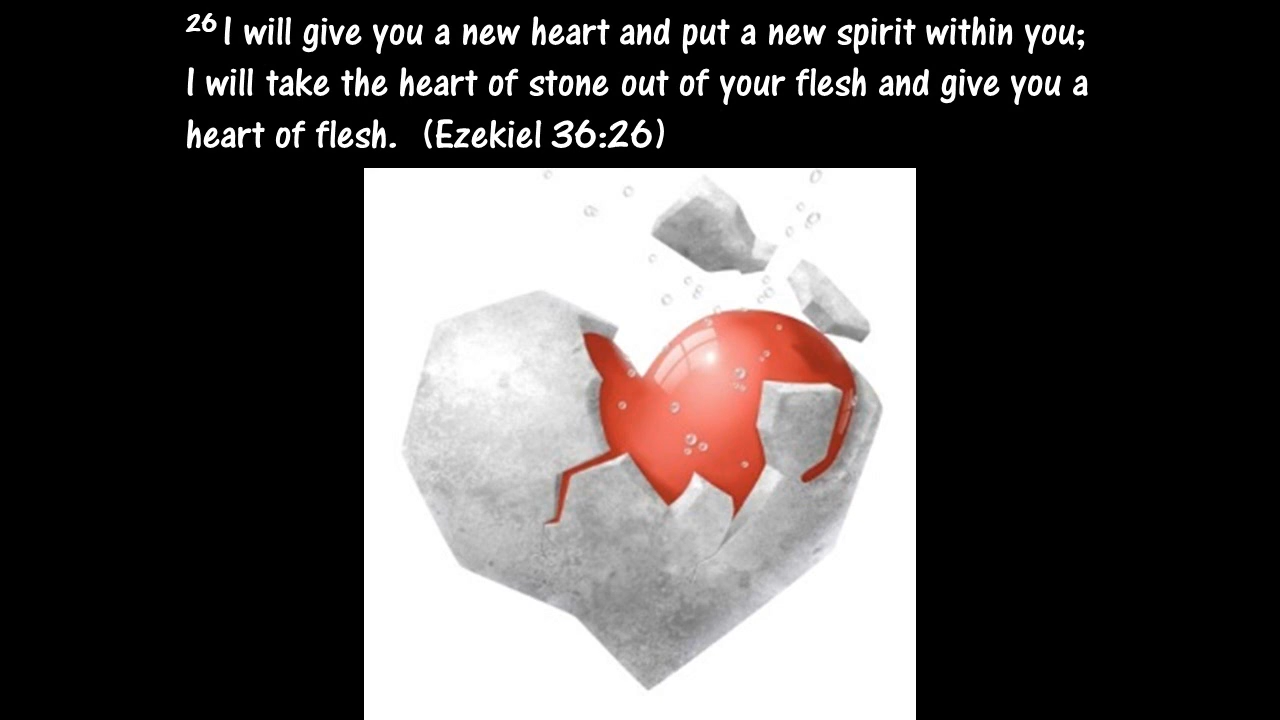 ²⁶ I will give you a new heart and put a new spirit within you;
I will take the heart of stone out of your flesh and give you a
heart of flesh. (Ezekiel 36:26)